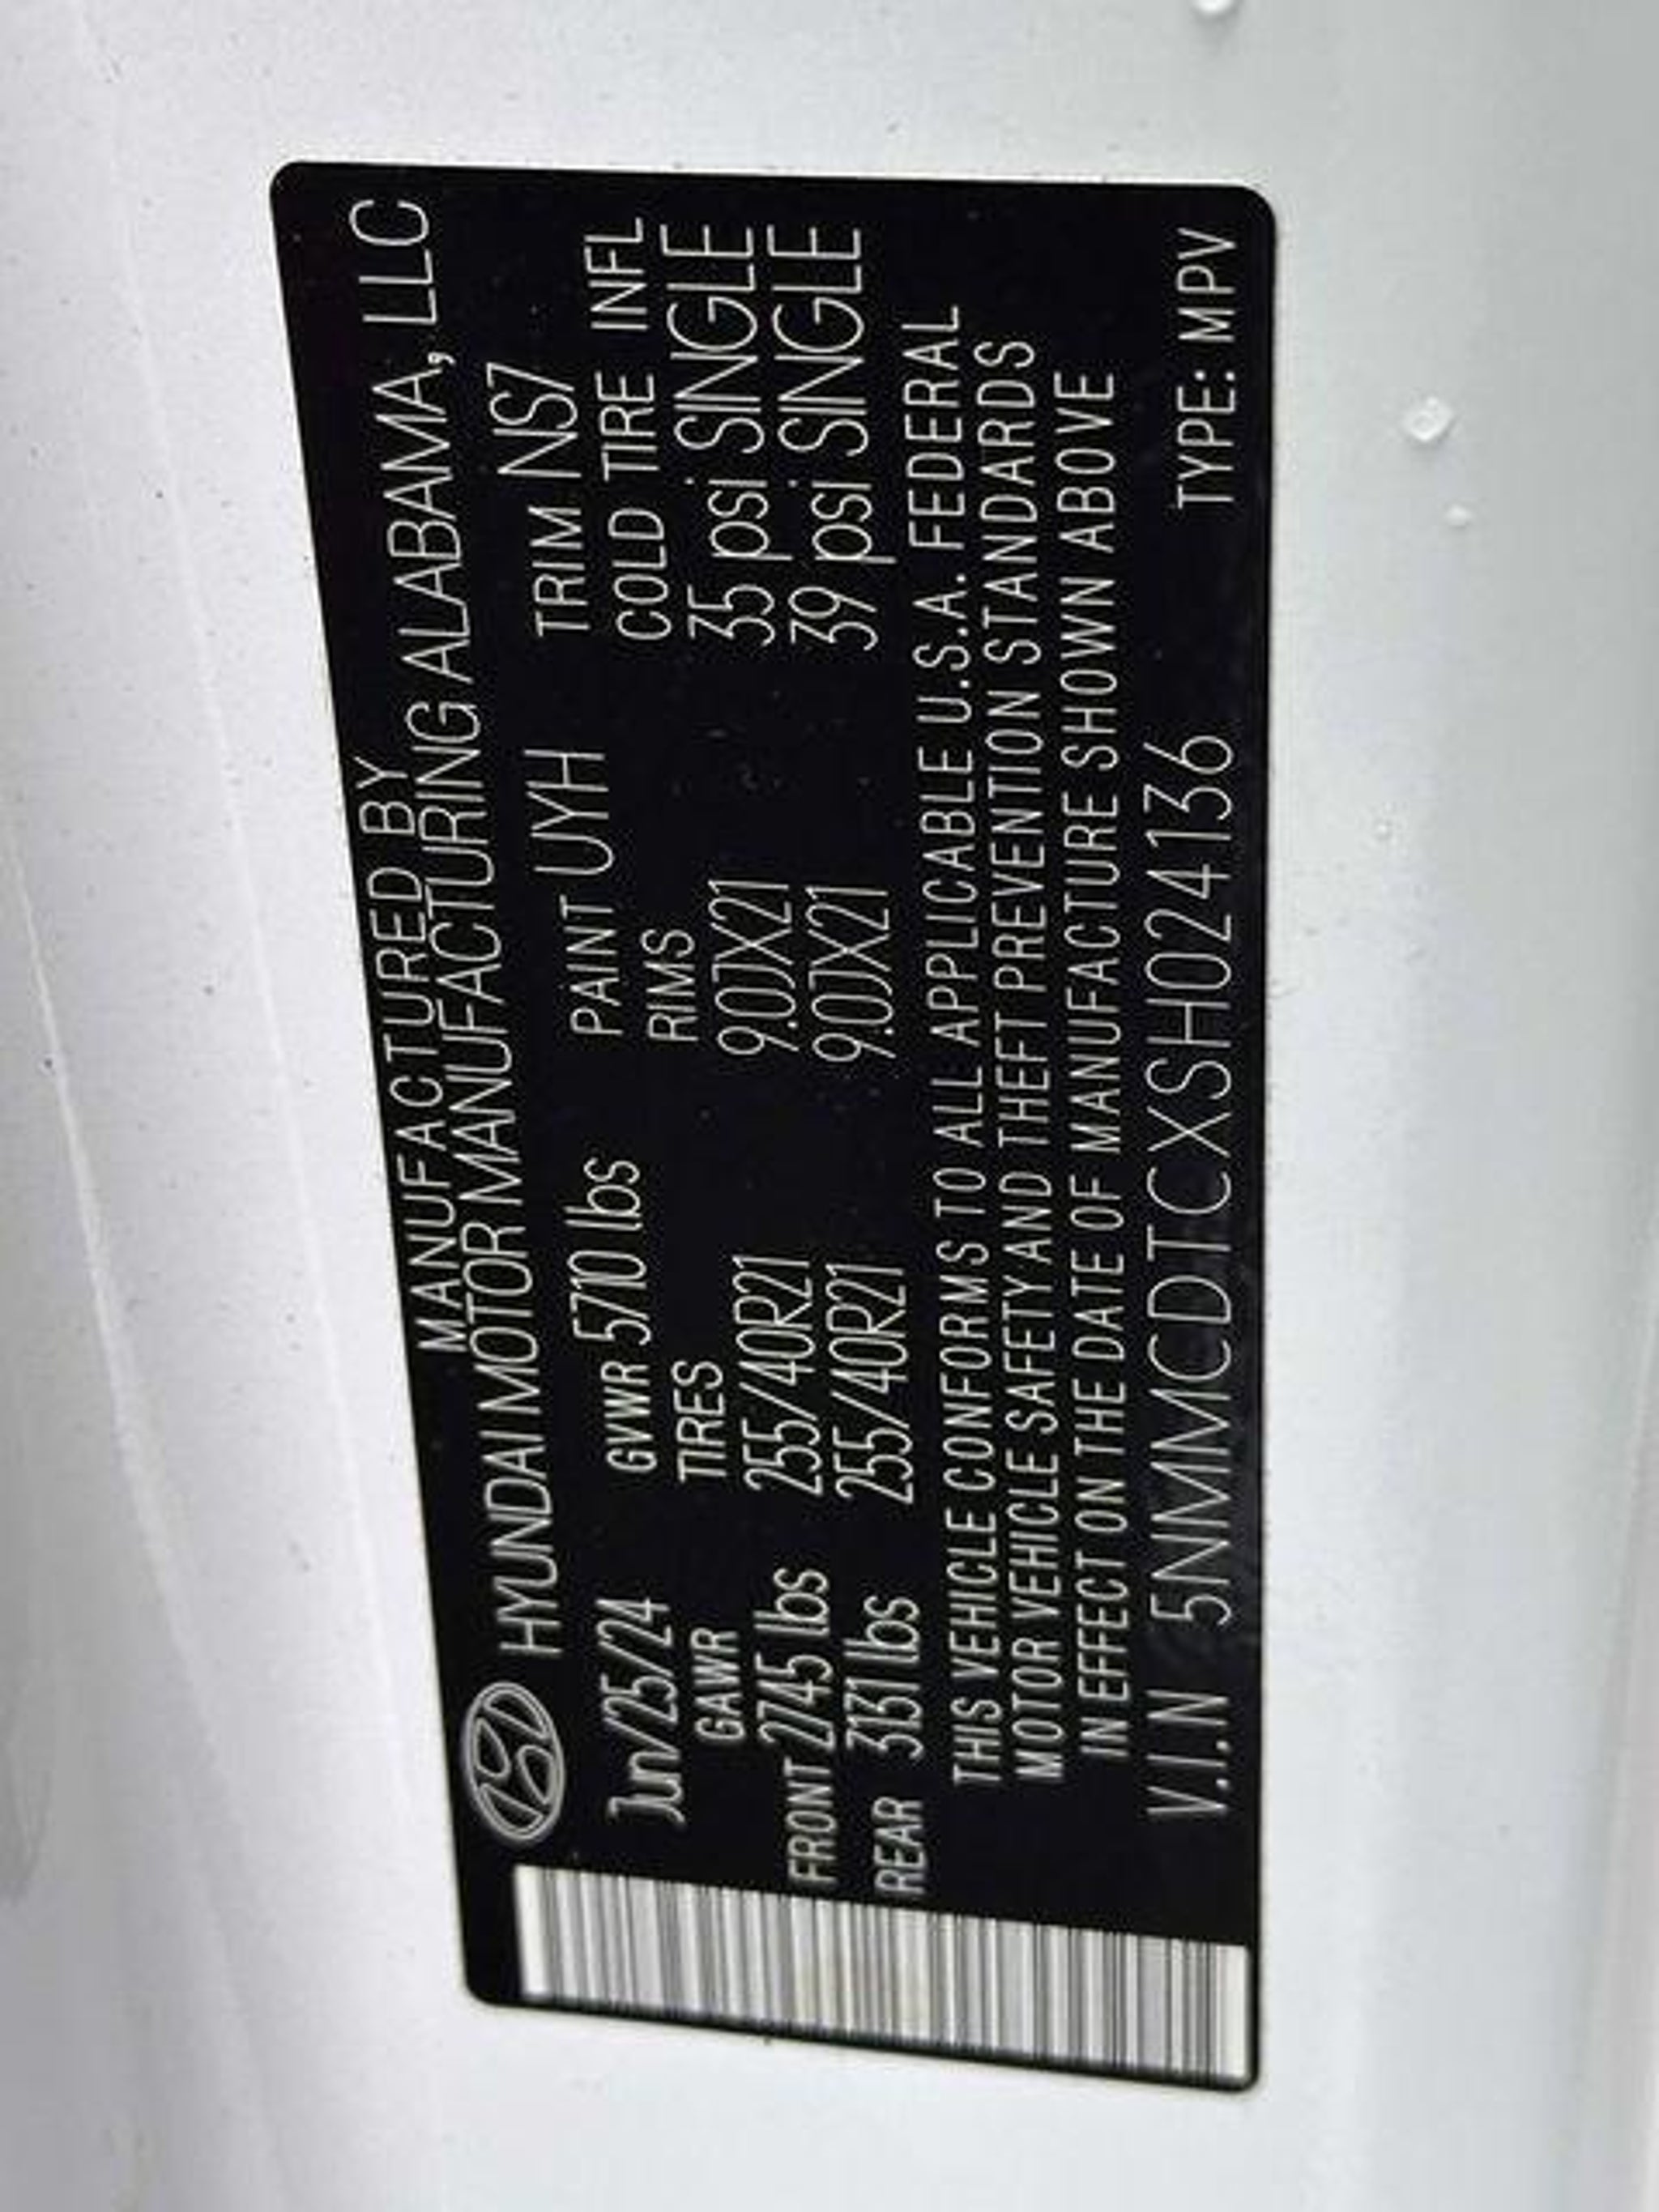 MANUFACTURED BY
HYUNDAI MOTOR MANUFACTURING ALABAMA, LLC
Jun/25/24 GVWR 5710 lbs PAINT UYH TRIM NS7
GAWR TIRES RIMS COLD TIRE INFL
FRONT 2745 lbs 255/40R21 9.0JX21 35 psi SINGLE
REAR 3131 lbs 255/40R21 9.0JX21 39 psi SINGLE
THIS VEHICLE CONFORMS TO ALL APPLICABLE U.S.A. FEDERAL
MOTOR VEHICLE SAFETY AND THEFT PREVENTION STANDARDS
IN EFFECT ON THE DATE OF MANUFACTURE SHOWN ABOVE
V.I.N 5NMMCDTCXSH024136 TYPE: MPV